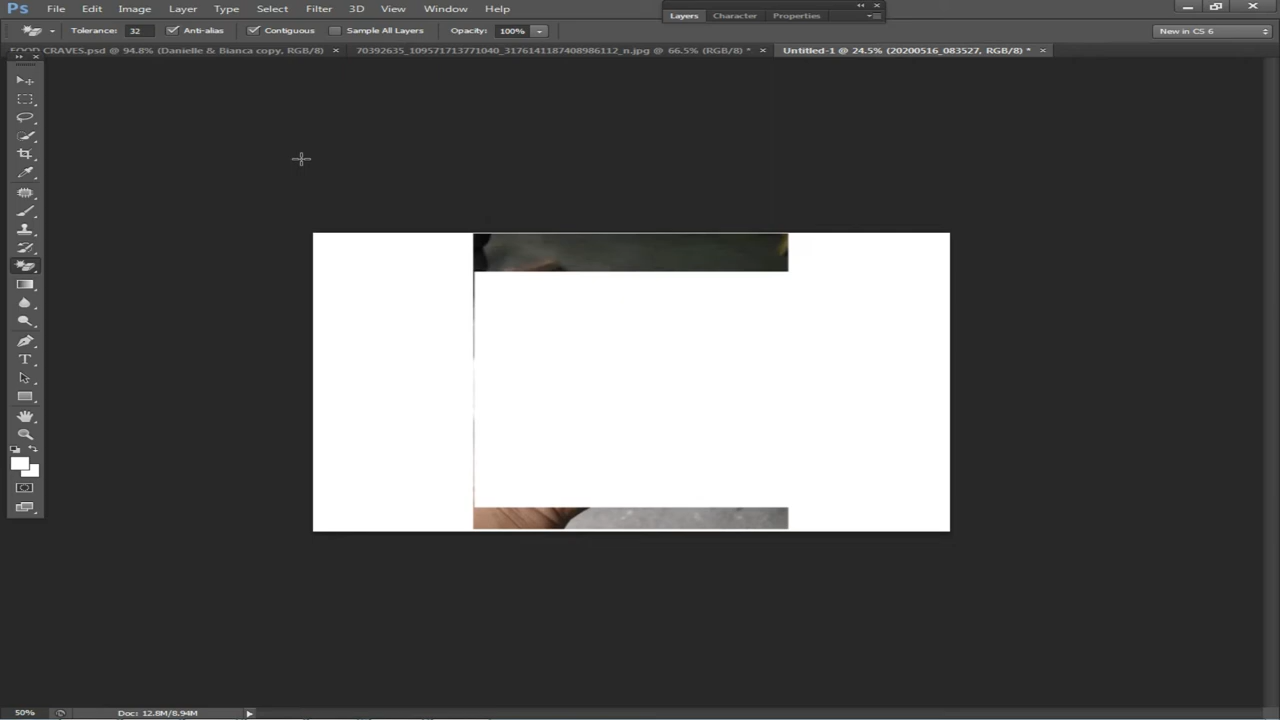 Ps File Edit Image Layer Type Select Filter 3D View Window Help
Layers Character Properties
Tolerance: 32 Anti-alias Contiguous Sample All Layers Opacity: 100% New in CS 6
FOOD CRAVES.psd @ 94.8% (Danielle & Bianca copy, RGB/8) × 70392635_109571713771040_3176141187408986112_n.jpg @ 66.5% (RGB/8) * × Untitled-1 @ 24.5% (20200516_083527, RGB/8) * ×
T
50% Doc: 12.8M/8.94M